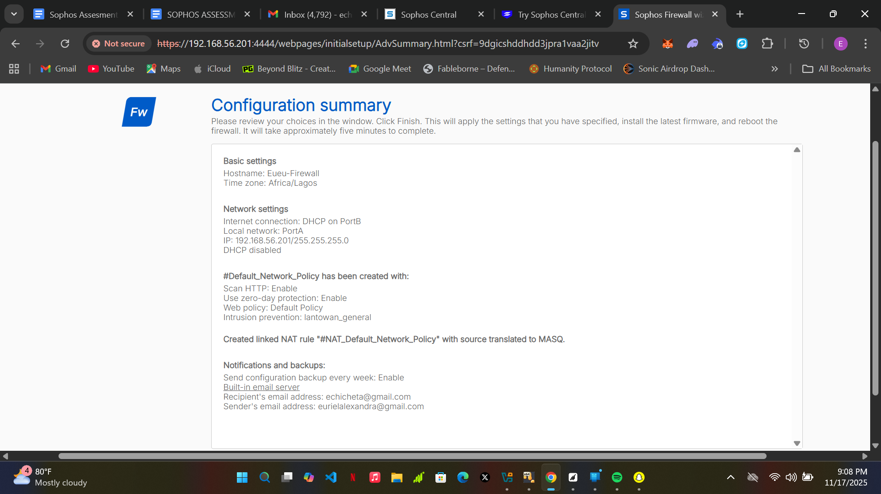 Sophos Assesment
SOPHOS ASSESSM
Inbox (4,792) - ech
Sophos Central
Try Sophos Central
Sophos Firewall wi
Not secure
https://192.168.56.201:4444/webpages/initialsetup/AdvSummary.html?csrf=9dgicshddhdd3jpra1vaa2jitv
E
Gmail
YouTube
Maps
iCloud
Beyond Blitz - Creat...
Google Meet
Fableborne – Defen...
Humanity Protocol
Sonic Airdrop Dash...
All Bookmarks
Fw
Configuration summary
Please review your choices in the window. Click Finish. This will apply the settings that you have specified, install the latest firmware, and reboot the
firewall. It will take approximately five minutes to complete.
Basic settings
Hostname: Eueu-Firewall
Time zone: Africa/Lagos
Network settings
Internet connection: DHCP on PortB
Local network: PortA
IP: 192.168.56.201/255.255.255.0
DHCP disabled
#Default_Network_Policy has been created with:
Scan HTTP: Enable
Use zero-day protection: Enable
Web policy: Default Policy
Intrusion prevention: lantowan_general
Created linked NAT rule "#NAT_Default_Network_Policy" with source translated to MASQ.
Notifications and backups:
Send configuration backup every week: Enable
Built-in email server
Recipient's email address: echicheta@gmail.com
Sender's email address: eurielalexandra@gmail.com
4
80°F
Mostly cloudy
9:08 PM
11/17/2025